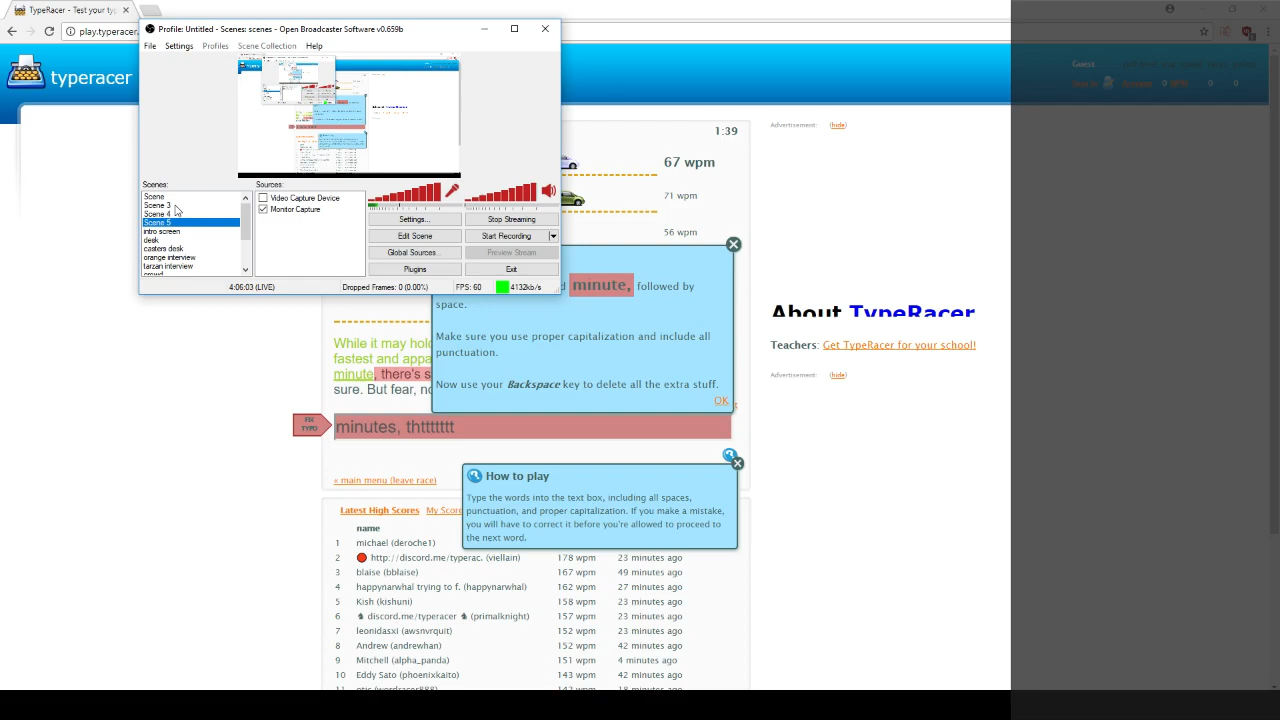 TypeRacer - Test your ty
play.typeracer.
typeracer
Profile: Untitled - Scenes: scenes - Open Broadcaster Software v0.659b
File Settings Profiles Scene Collection Help
Scenes:
Scene
Scene 3
Scene 4
Scene 5
intro screen
desk
casters desk
orange interview
tarzan interview
crowd
Sources:
Video Capture Device
Monitor Capture
Settings...
Stop Streaming
Edit Scene
Start Recording
Global Sources...
Preview Stream
Plugins
Exit
4:06:03 (LIVE)
Dropped Frames: 0 (0.00%)
FPS: 60
4132kb/s
Guest
Advertisement: (hide)
1:39
67 wpm
71 wpm
56 wpm
minute, followed by
space.
Make sure you use proper capitalization and include all
punctuation.
Now use your Backspace key to delete all the extra stuff.
OK
While it may hol
fastest and appa
minute, there's s
sure. But fear, no
FIX
TYPO
minutes, thttttttt
« main menu (leave race)
How to play
Type the words into the text box, including all spaces,
punctuation, and proper capitalization. If you make a mistake,
you will have to correct it before you're allowed to proceed to
the next word.
Latest High Scores My Score
name
1 michael (deroche1)
2 http://discord.me/typerac. (viellain) 178 wpm 23 minutes ago
3 blaise (bblaise) 167 wpm 49 minutes ago
4 happynarwhal trying to f. (happynarwhal) 162 wpm 27 minutes ago
5 Kish (kishuni) 158 wpm 23 minutes ago
6 ♞ discord.me/typeracer ♞ (primalknight) 157 wpm 23 minutes ago
7 leonidasxi (awsnvrquit) 152 wpm 23 minutes ago
8 Andrew (andrewhan) 152 wpm 42 minutes ago
9 Mitchell (alpha_panda) 151 wpm 4 minutes ago
10 Eddy Sato (phoenixkaito) 143 wpm 42 minutes ago
About TypeRacer
Teachers: Get TypeRacer for your school!
Advertisement: (hide)